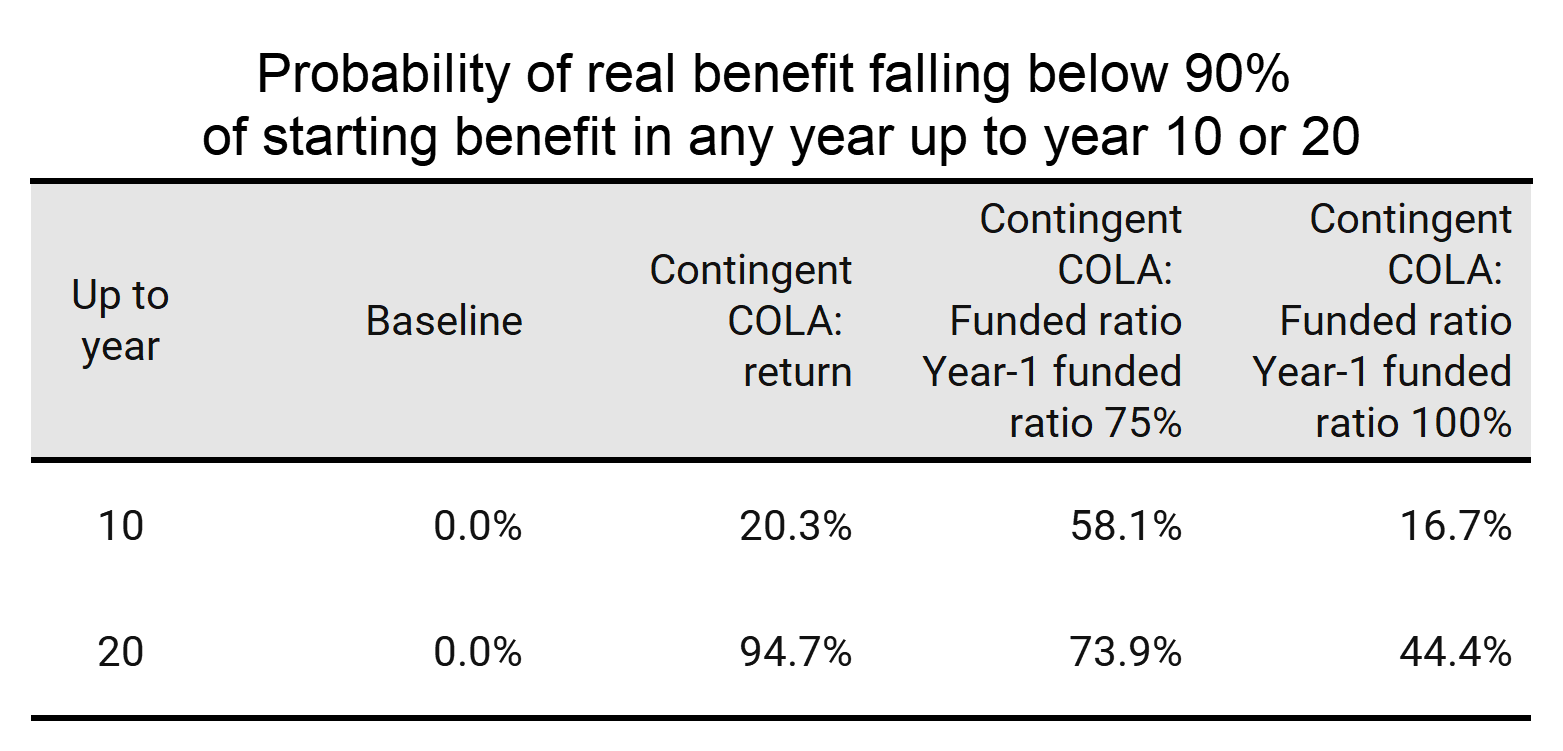 Probability of real benefit falling below 90%
of starting benefit in any year up to year 10 or 20
Up to
year
Baseline
Contingent
COLA:
return
Contingent
COLA:
Funded ratio
Year-1 funded
ratio 75%
Contingent
COLA:
Funded ratio
Year-1 funded
ratio 100%
10 0.0% 20.3% 58.1% 16.7%
20 0.0% 94.7% 73.9% 44.4%